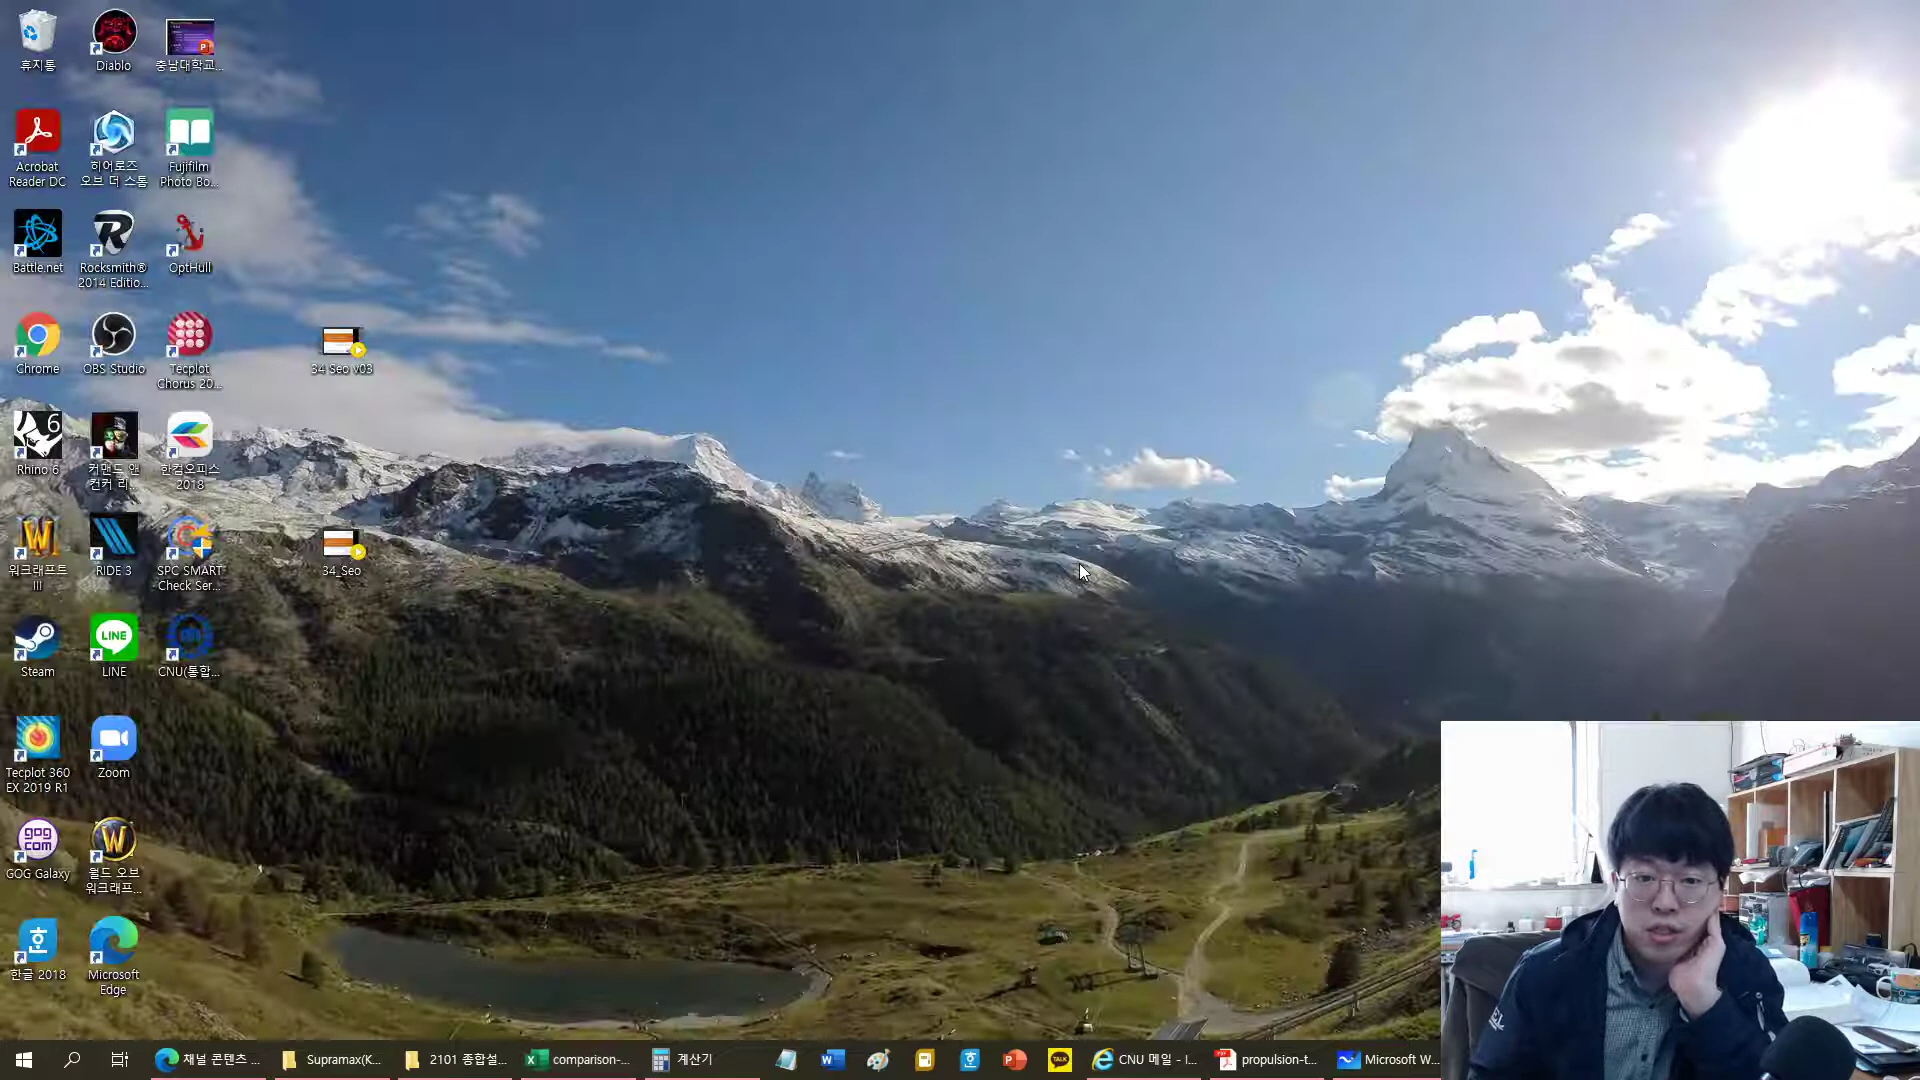 휴지통
Diablo
충남대학교...
Acrobat
Reader DC
히어로즈
오브 더 스톰
Fujifilm
Photo Bo...
Battle.net
Rocksmith®
2014 Editio...
OptHull
Chrome
OBS Studio
Tecplot
Chorus 20...
34 Seo v03
6
Rhino 6
커맨드 앤
컨커 리...
한컴오피스
2018
워크래프트
III
RIDE 3
SPC SMART
Check Ser...
34_Seo
Steam
LINE
LINE
CNU(통합...
Tecplot 360
EX 2019 R1
Zoom
GOG
COM
GOG Galaxy
월드 오브
워크래프...
한글 2018
Microsoft
Edge
채널 콘텐츠 ...
Supramax(K...
2101 종합설...
comparison-...
계산기
TALK
CNU 메일 - I...
propulsion-t...
Microsoft W...